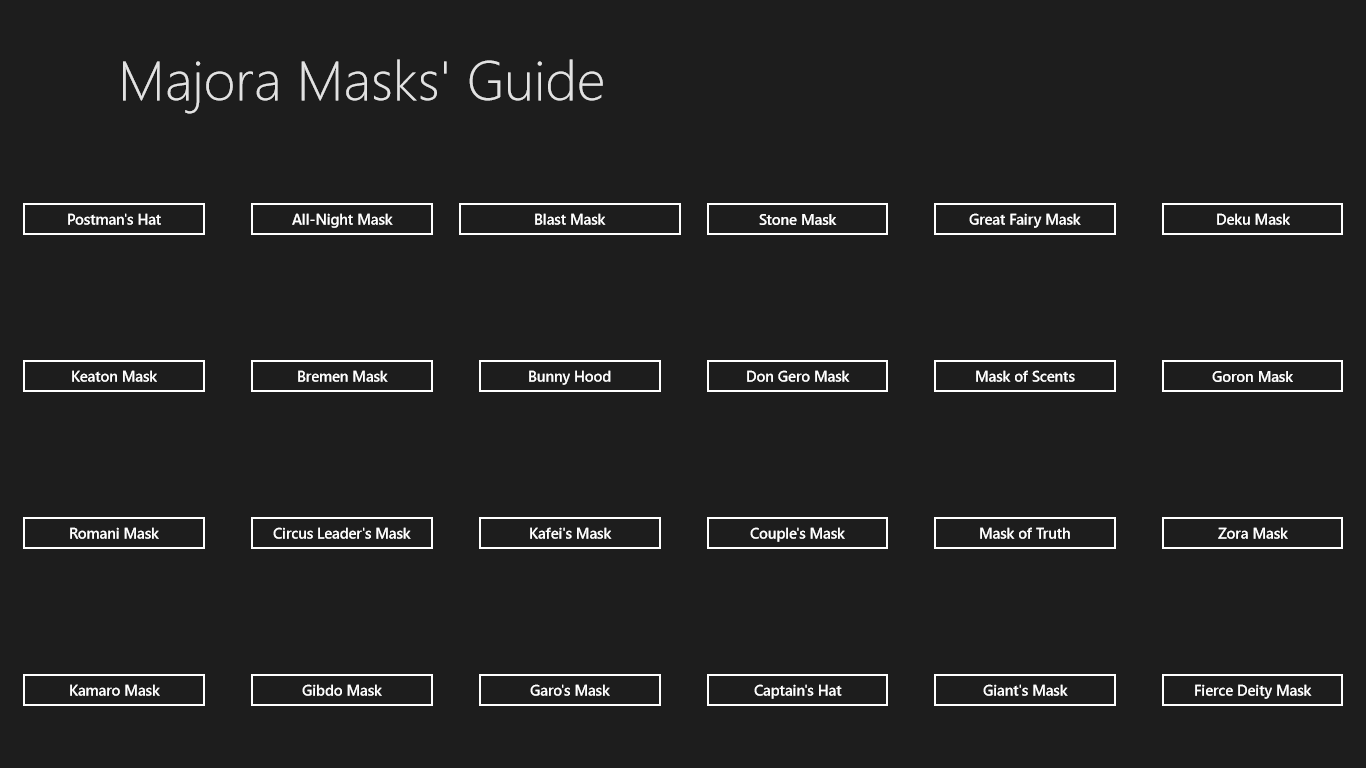 Majora Masks' Guide
Postman's Hat
All-Night Mask
Blast Mask
Stone Mask
Great Fairy Mask
Deku Mask
Keaton Mask
Bremen Mask
Bunny Hood
Don Gero Mask
Mask of Scents
Goron Mask
Romani Mask
Circus Leader's Mask
Kafei's Mask
Couple's Mask
Mask of Truth
Zora Mask
Kamaro Mask
Gibdo Mask
Garo's Mask
Captain's Hat
Giant's Mask
Fierce Deity Mask